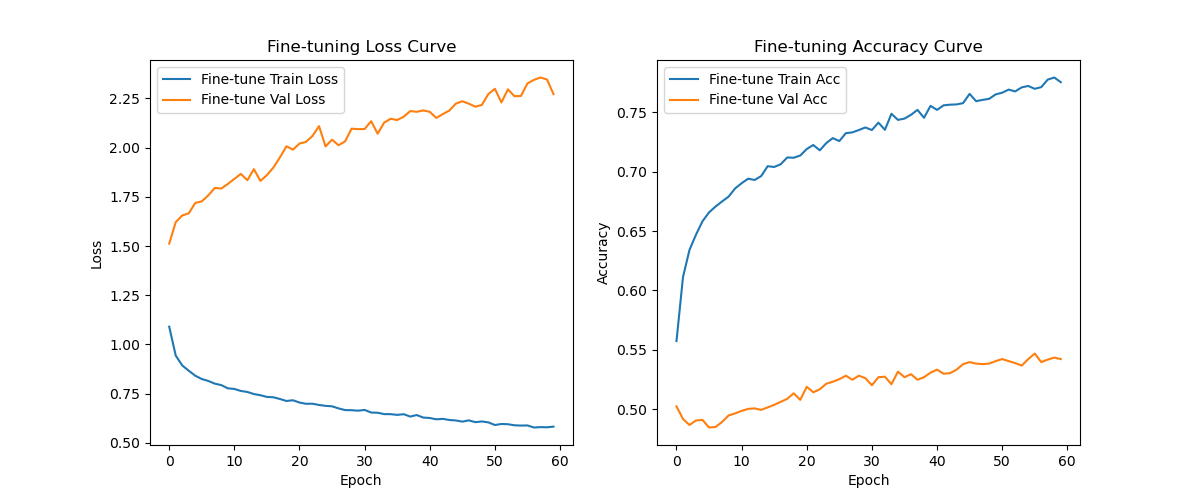 Fine-tuning Loss Curve
Fine-tune Train Loss
Fine-tune Val Loss
Loss
2.25
2.00
1.75
1.50
1.25
1.00
0.75
0.50
0 10 20 30 40 50 60
Epoch
Fine-tuning Accuracy Curve
Fine-tune Train Acc
Fine-tune Val Acc
Accuracy
0.75
0.70
0.65
0.60
0.55
0.50
0 10 20 30 40 50 60
Epoch